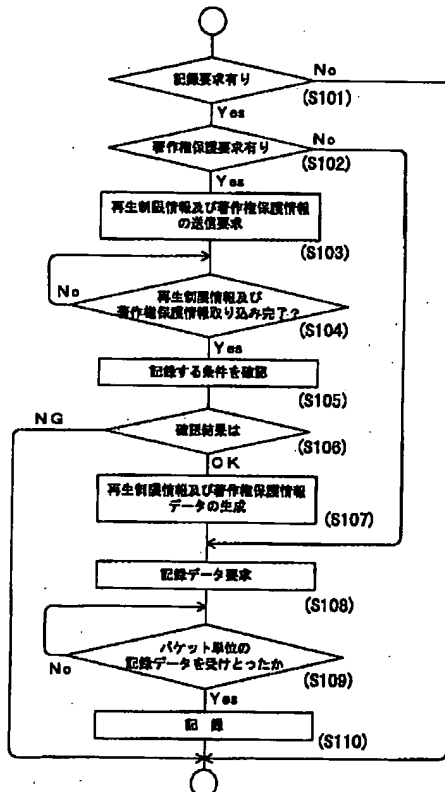 記録要求有り
No
(S101)
Yes
著作権保護要求有り
No
(S102)
Yes
再生制限情報及び著作権保護情報
の送信要求
(S103)
再生制限情報及び
著作権保護情報取り込み完了?
No
(S104)
Yes
記録する条件を確認
(S105)
NG
確認結果は
(S106)
OK
再生制限情報及び著作権保護情報
データの生成
(S107)
記録データ要求
(S108)
パケット単位の
記録データを受けとったか
No
(S109)
Yes
記 録
(S110)